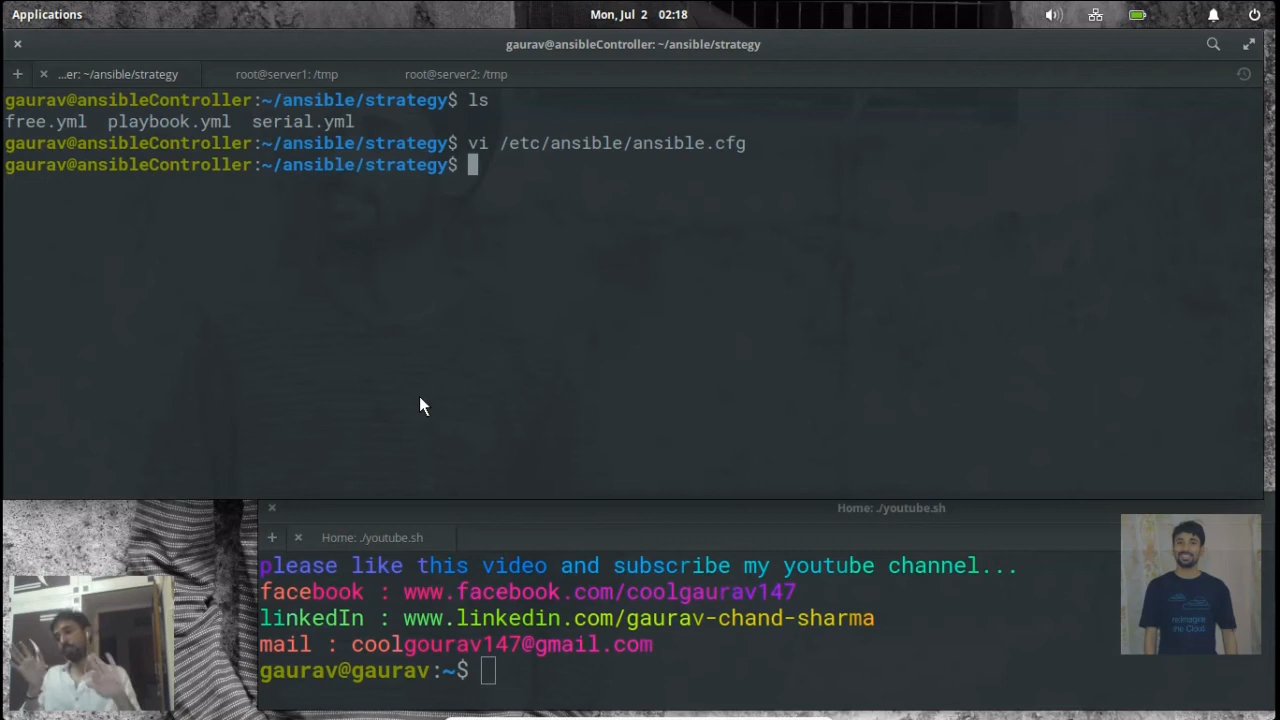 Applications
Mon, Jul 2 02:18
gaurav@ansibleController: ~/ansible/strategy
...er: ~/ansible/strategy
root@server1: /tmp
root@server2: /tmp
gaurav@ansibleController:~/ansible/strategy$ ls
free.yml playbook.yml serial.yml
gaurav@ansibleController:~/ansible/strategy$ vi /etc/ansible/ansible.cfg
gaurav@ansibleController:~/ansible/strategy$
Home: ./youtube.sh
Home: ./youtube.sh
please like this video and subscribe my youtube channel...
facebook : www.facebook.com/coolgaurav147
linkedIn : www.linkedin.com/gaurav-chand-sharma
mail : coolgourav147@gmail.com
gaurav@gaurav:~$
reimagine
the Cloud